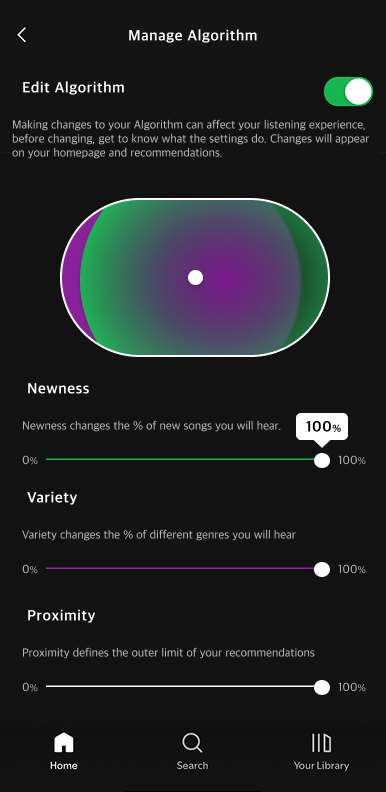 Manage Algorithm
Edit Algorithm
Making changes to your Algorithm can affect your listening experience,
before changing, get to know what the settings do. Changes will appear
on your homepage and recommendations.
Newness
Newness changes the % of new songs you will hear.
100%
0% 100%
Variety
Variety changes the % of different genres you will hear
0% 100%
Proximity
Proximity defines the outer limit of your recommendations
0% 100%
Home Search Your Library